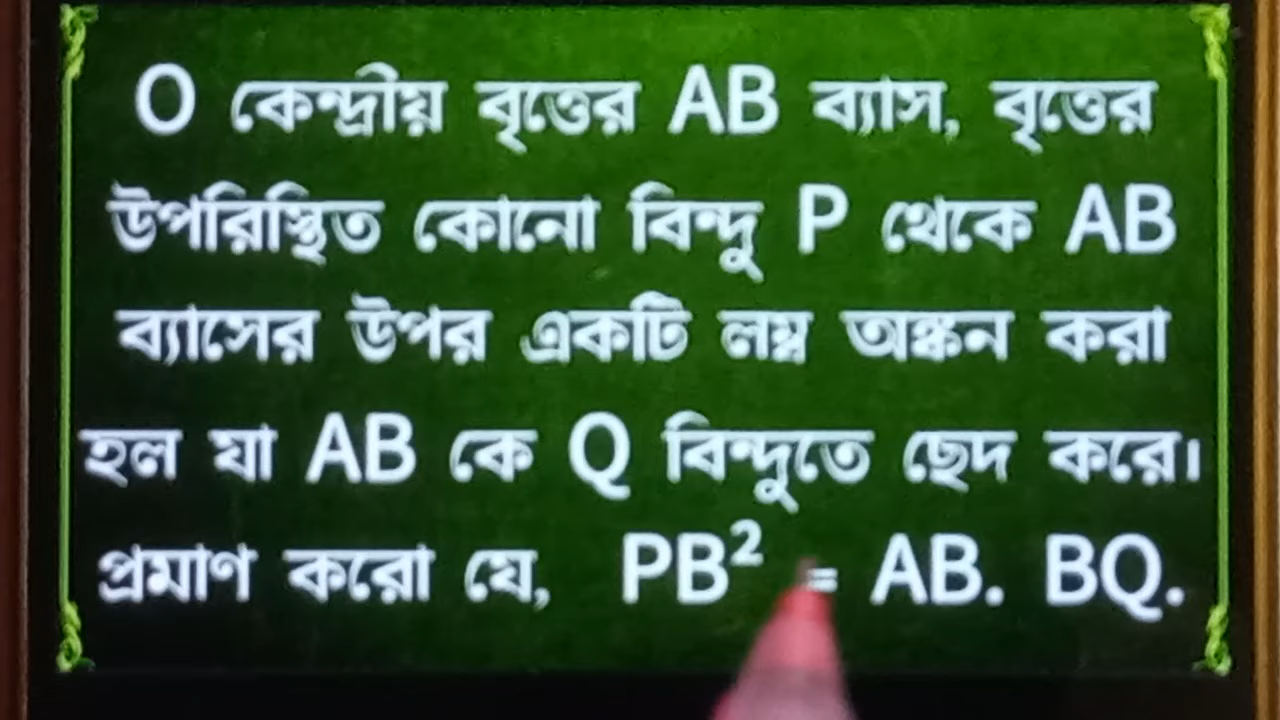 O কেন্দ্রীয় বৃত্তের AB ব্যাস, বৃত্তের
উপরিস্থিত কোনো বিন্দু P থেকে AB
ব্যাসের উপর একটি লম্ব অঙ্কন করা
হল যা AB কে Q বিন্দুতে ছেদ করে।
প্রমাণ করো যে, PB² = AB. BQ.